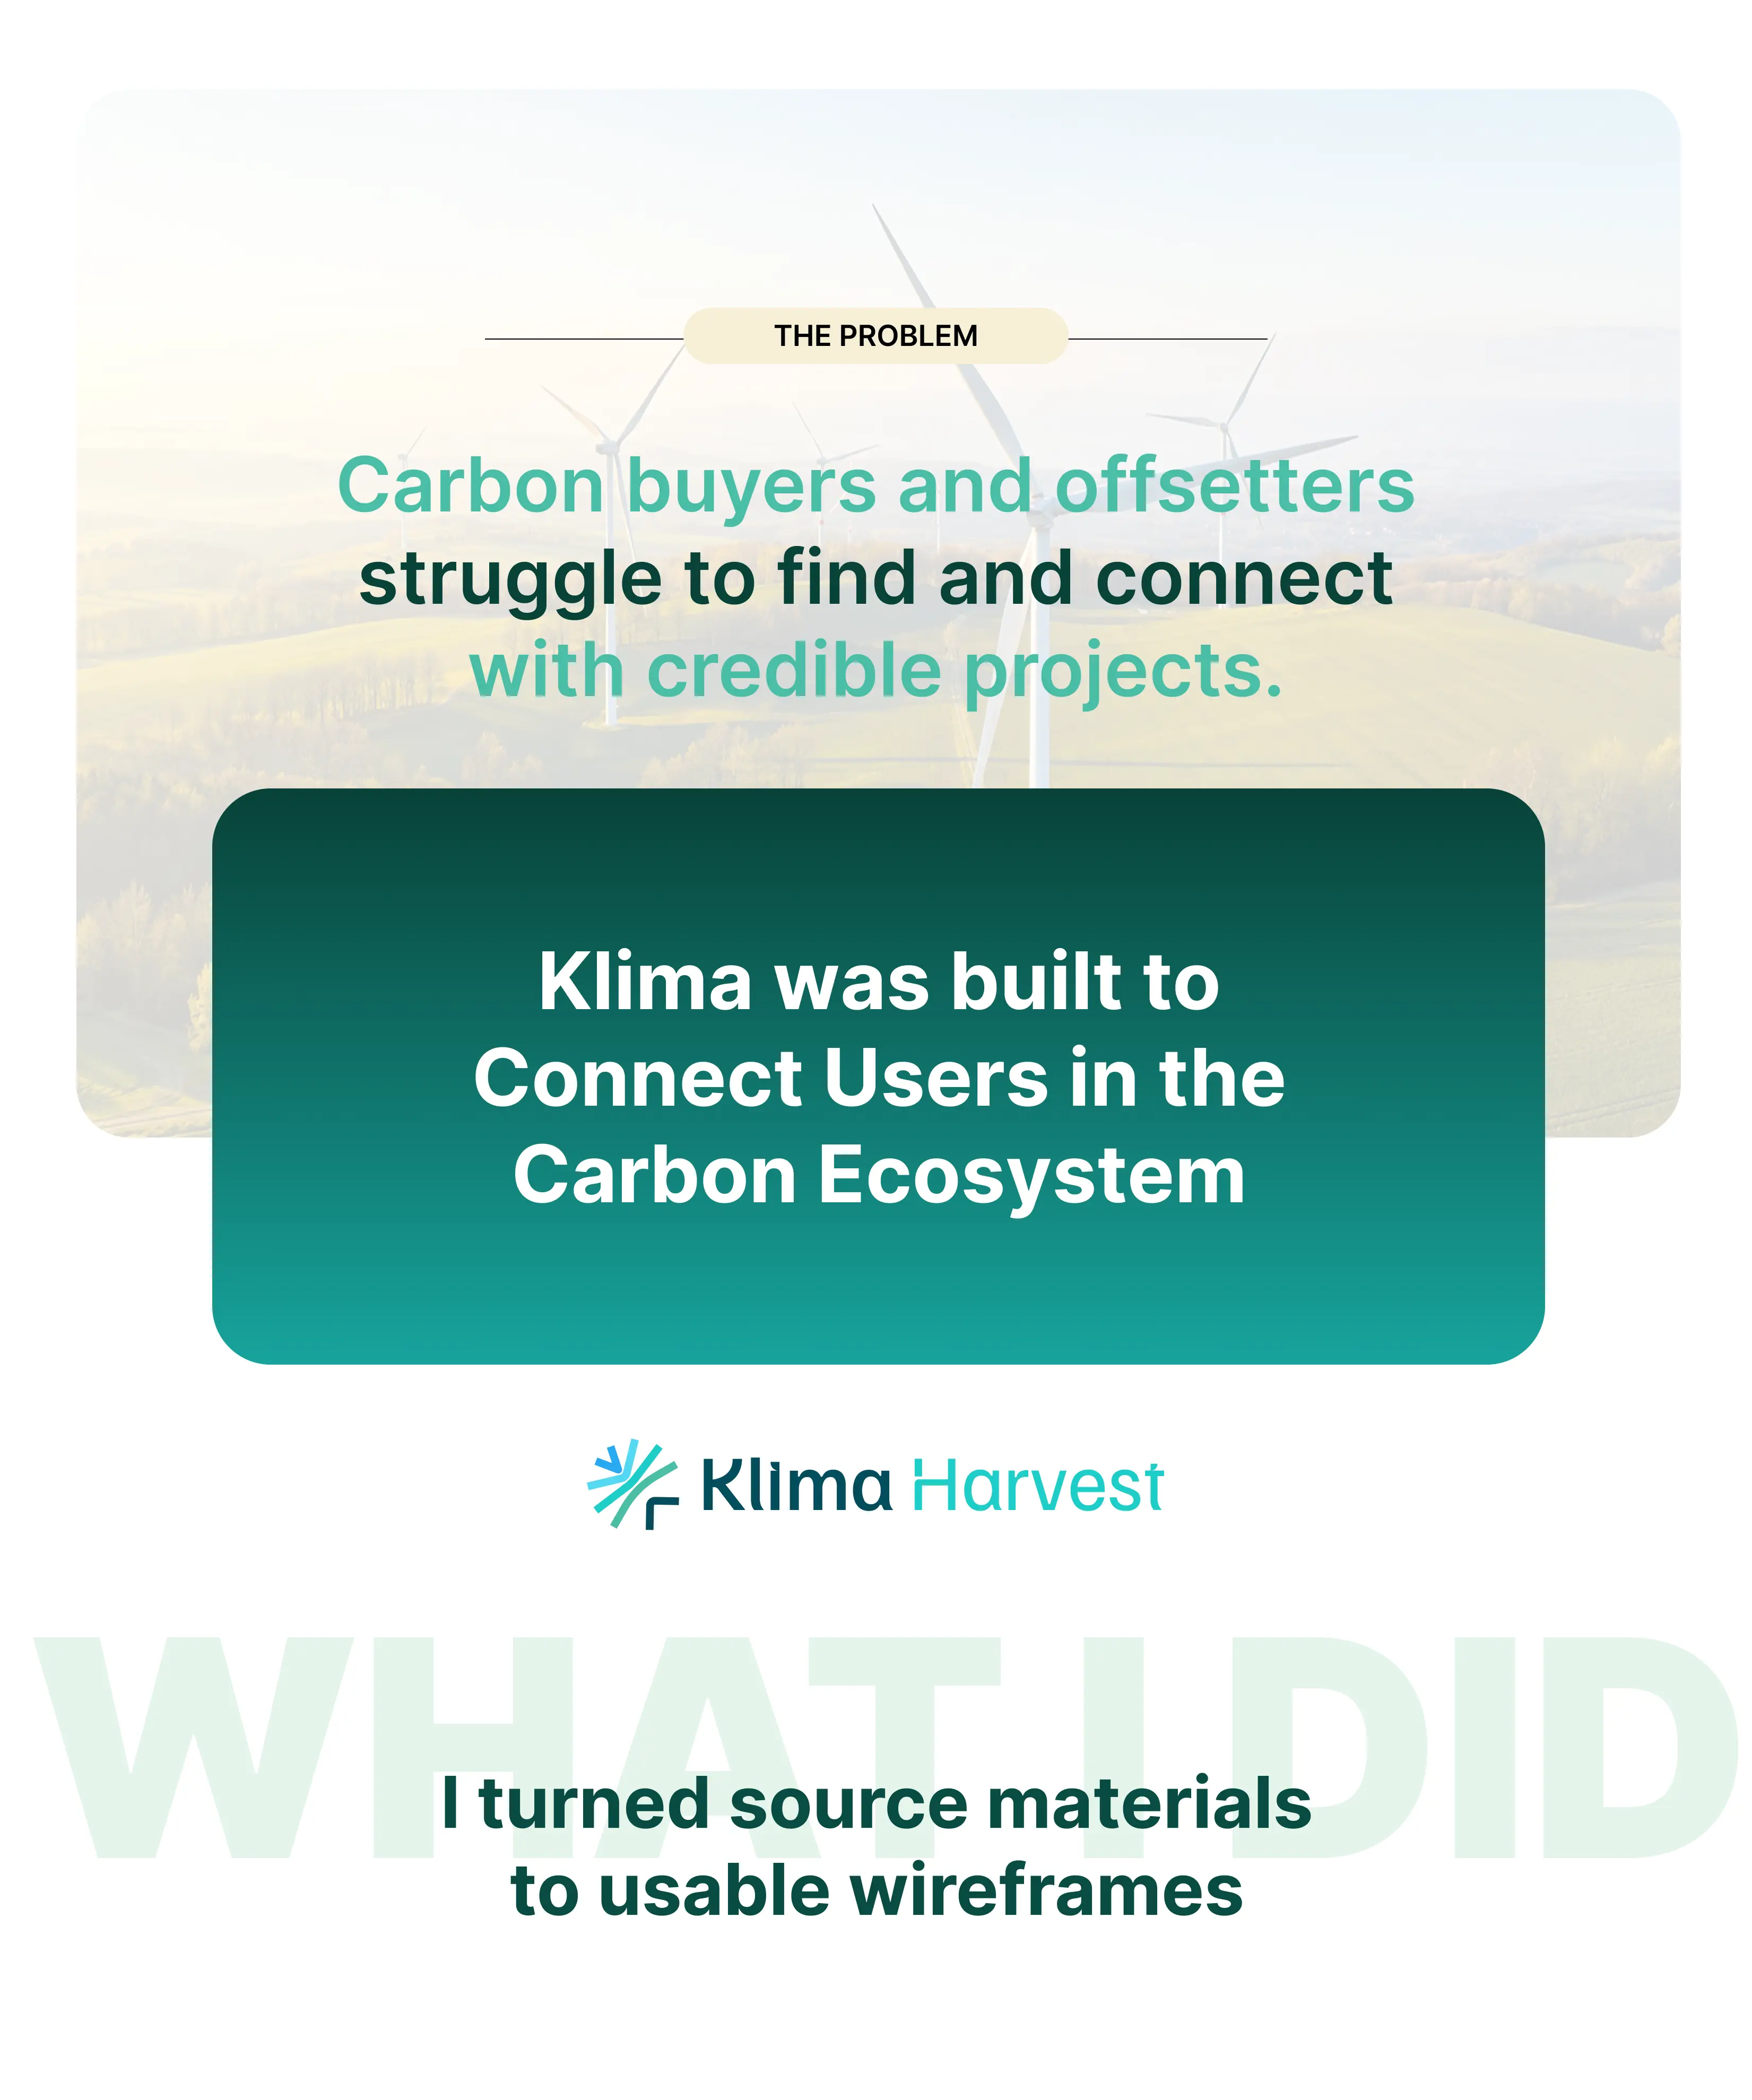 THE PROBLEM
Carbon buyers and offsetters
struggle to find and connect
with credible projects.
Klima was built to
Connect Users in the
Carbon Ecosystem
Klima Harvest
WHAT I DID
I turned source materials
to usable wireframes